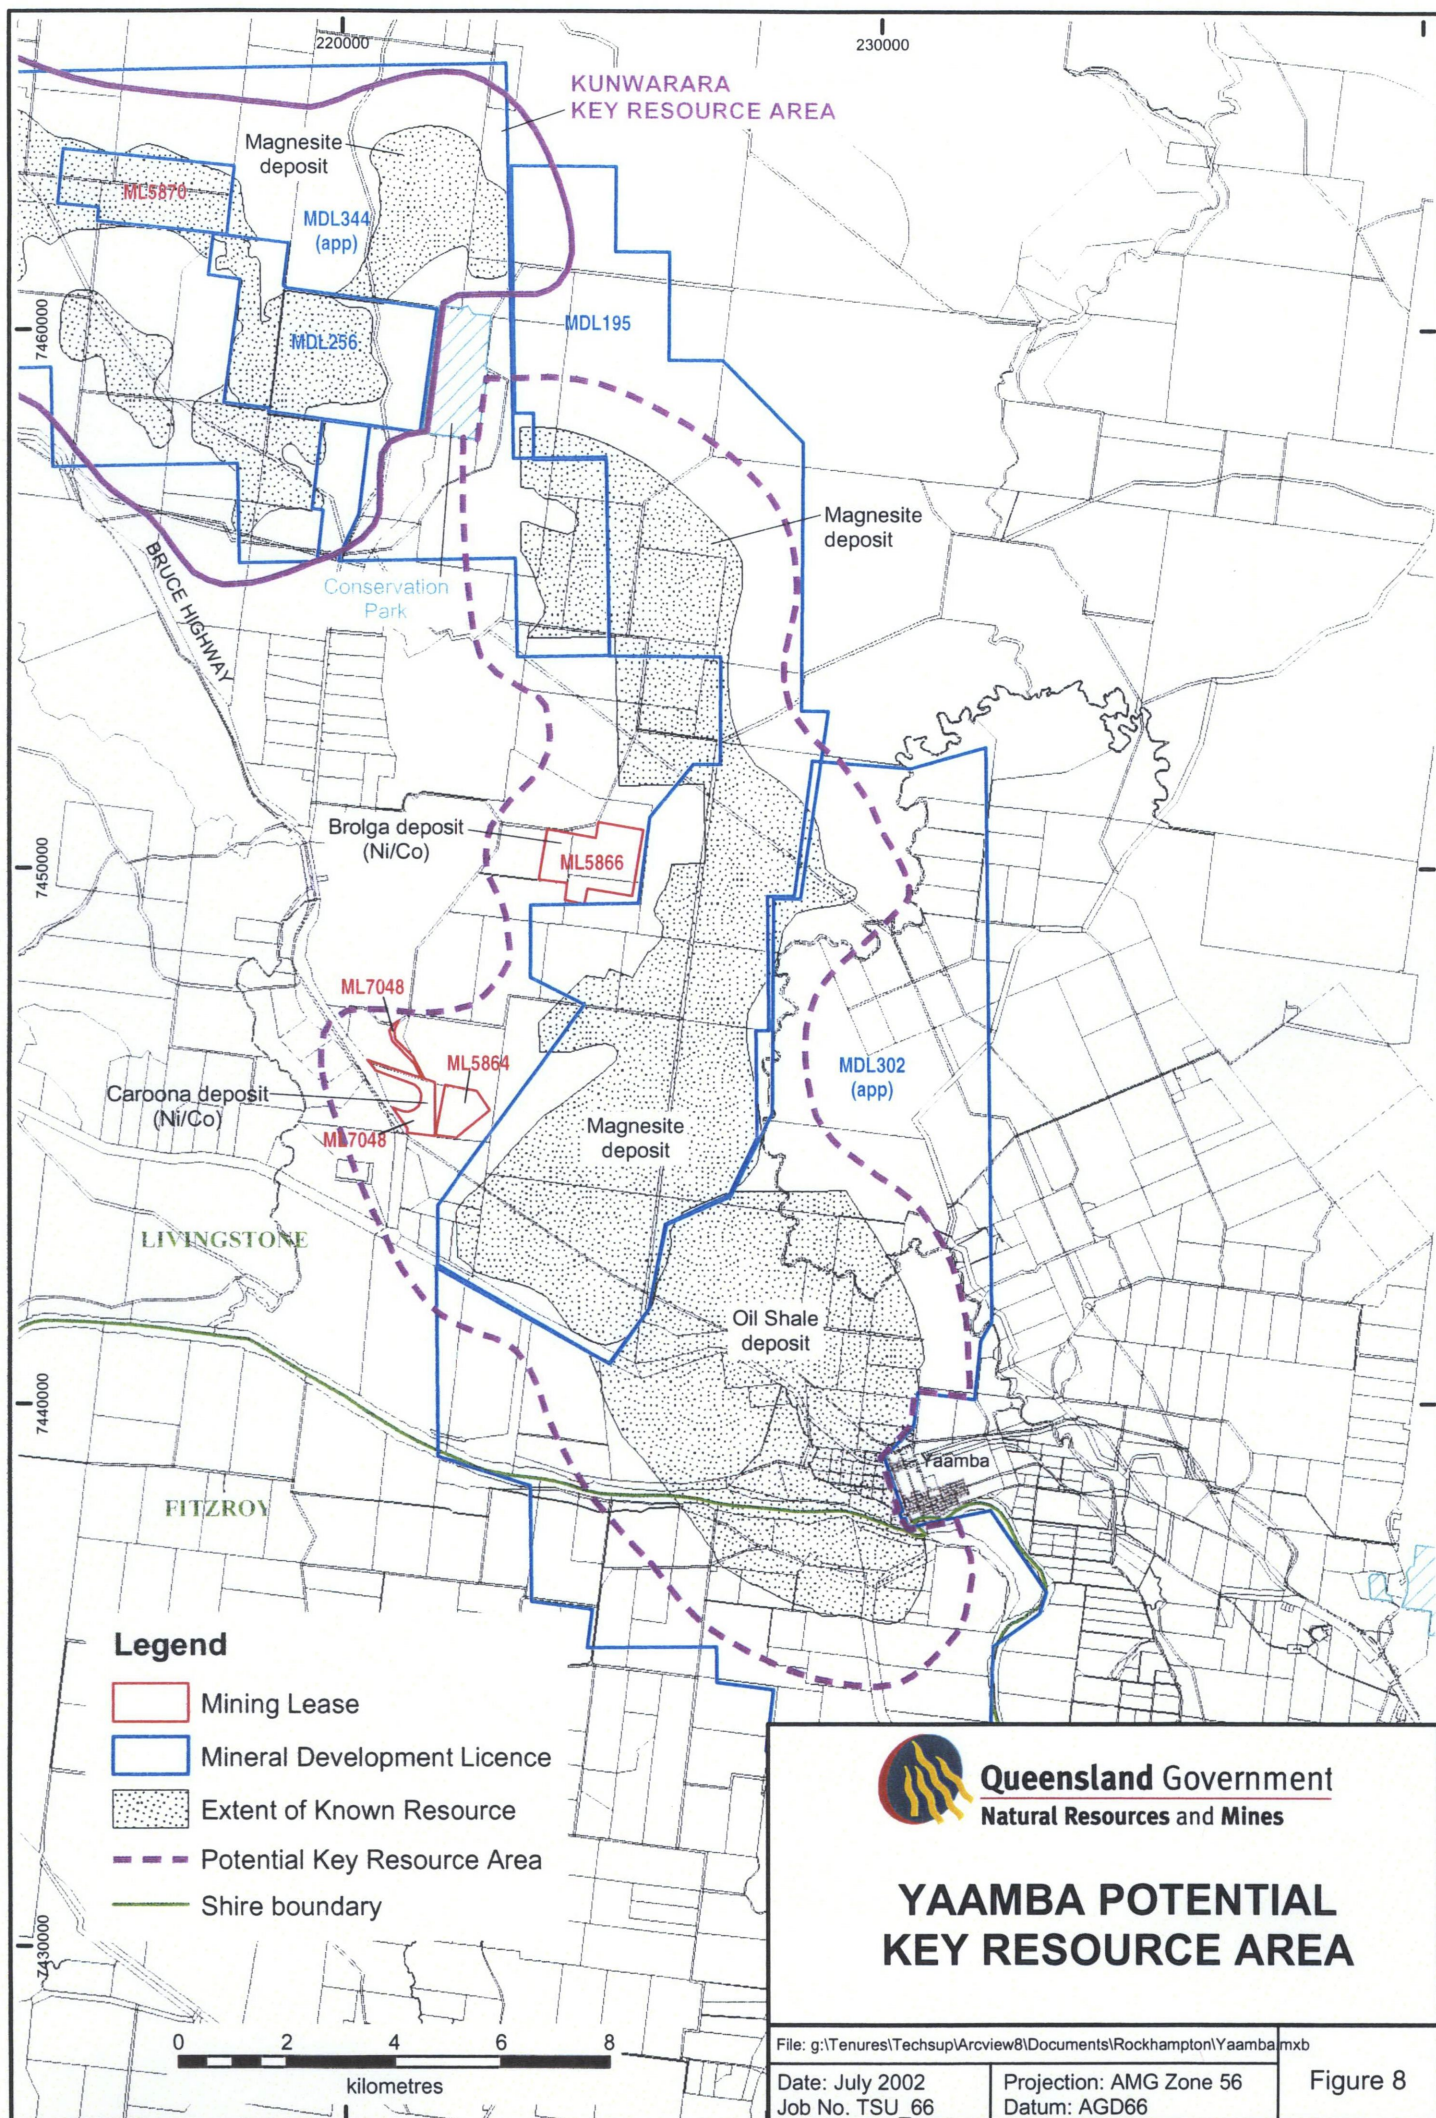 220000
230000
KUNWARARA
KEY RESOURCE AREA
Magnesite
deposit
ML5870
MDL344
(app)
7460000
MDL256
MDL195
Magnesite
deposit
BRUCE HIGHWAY
Conservation
Park
Brolga deposit
(Ni/Co)
ML5866
7450000
ML7048
ML5864
MDL302
(app)
Caroona deposit
(Ni/Co)
ML7048
Magnesite
deposit
LIVINGSTONE
Oil Shale
deposit
7440000
Yaamba
FITZROY
Legend
Mining Lease
Mineral Development Licence
Extent of Known Resource
Potential Key Resource Area
Shire boundary
7430000
0 2 4 6 8
kilometres
Queensland Government
Natural Resources and Mines
YAAMBA POTENTIAL
KEY RESOURCE AREA
File: g:\Tenures\Techsup\Arcview8\Documents\Rockhampton\Yaamba.mxb
Date: July 2002
Job No. TSU_66
Projection: AMG Zone 56
Datum: AGD66
Figure 8